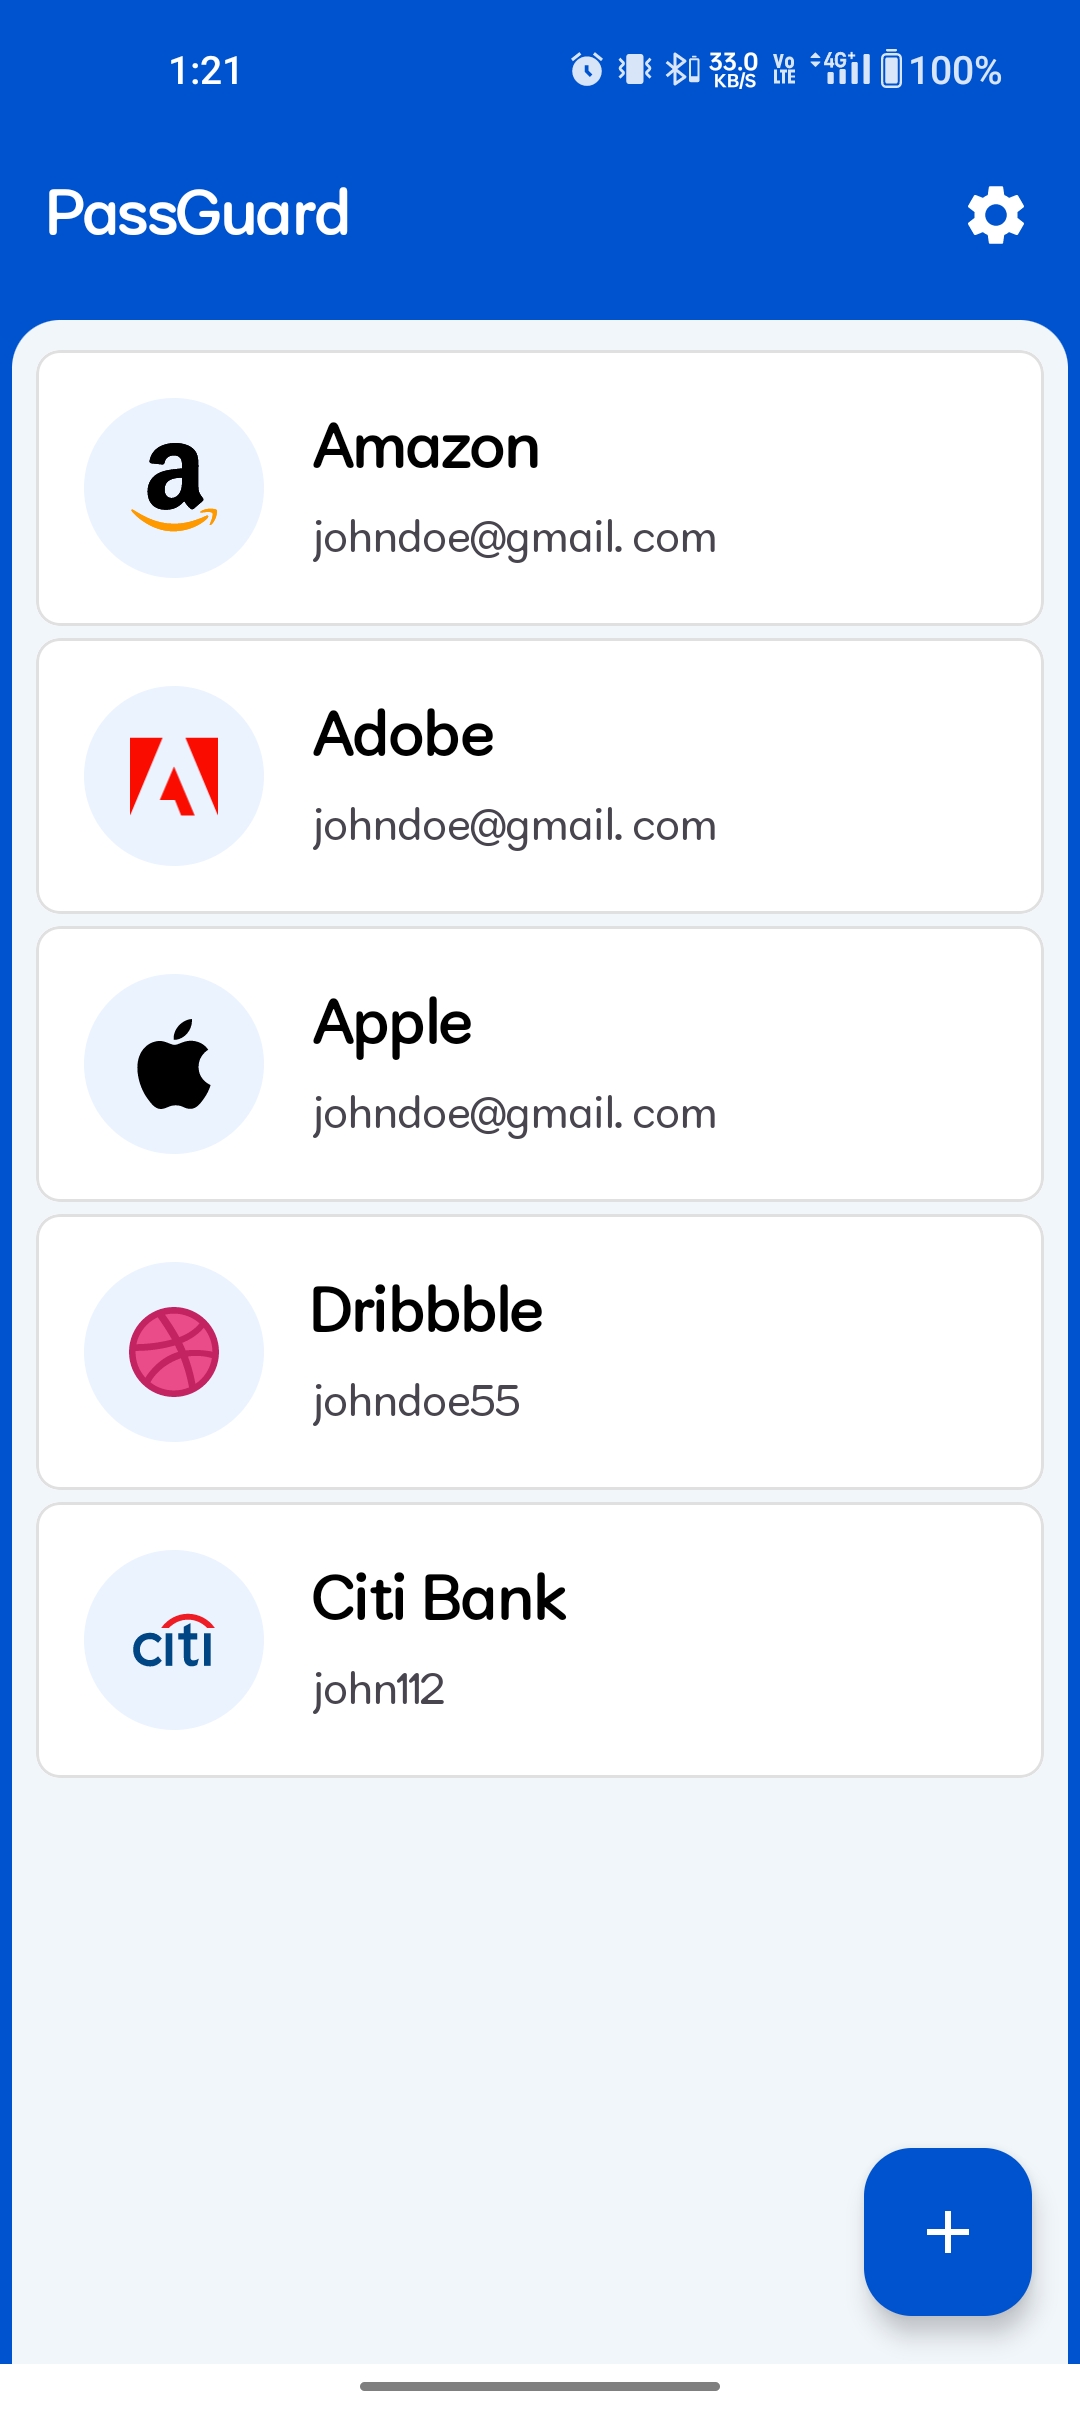 1:21 33.0 KB/S Vo LTE 4G+ 100%
PassGuard
a
Amazon
johndoe@gmail. com
Adobe
johndoe@gmail. com
Apple
johndoe@gmail. com
Dribbble
johndoe55
citi
Citi Bank
john112